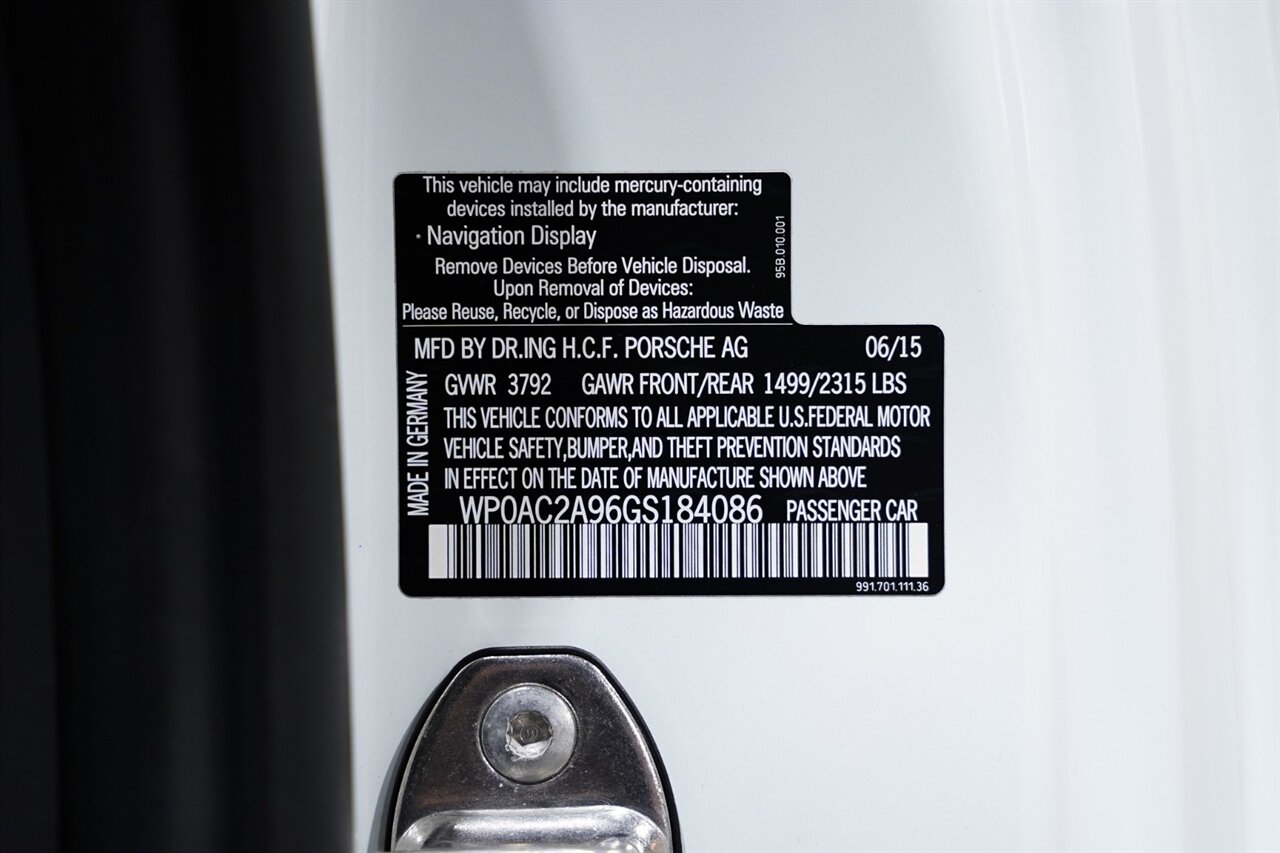 This vehicle may include mercury-containing
devices installed by the manufacturer:
· Navigation Display
Remove Devices Before Vehicle Disposal.
Upon Removal of Devices:
Please Reuse, Recycle, or Dispose as Hazardous Waste
95B.010.001
MFD BY DR.ING H.C.F. PORSCHE AG 06/15
GVWR 3792 GAWR FRONT/REAR 1499/2315 LBS
THIS VEHICLE CONFORMS TO ALL APPLICABLE U.S.FEDERAL MOTOR
VEHICLE SAFETY,BUMPER,AND THEFT PREVENTION STANDARDS
IN EFFECT ON THE DATE OF MANUFACTURE SHOWN ABOVE
MADE IN GERMANY
WP0AC2A96GS184086 PASSENGER CAR
991.701.111.36